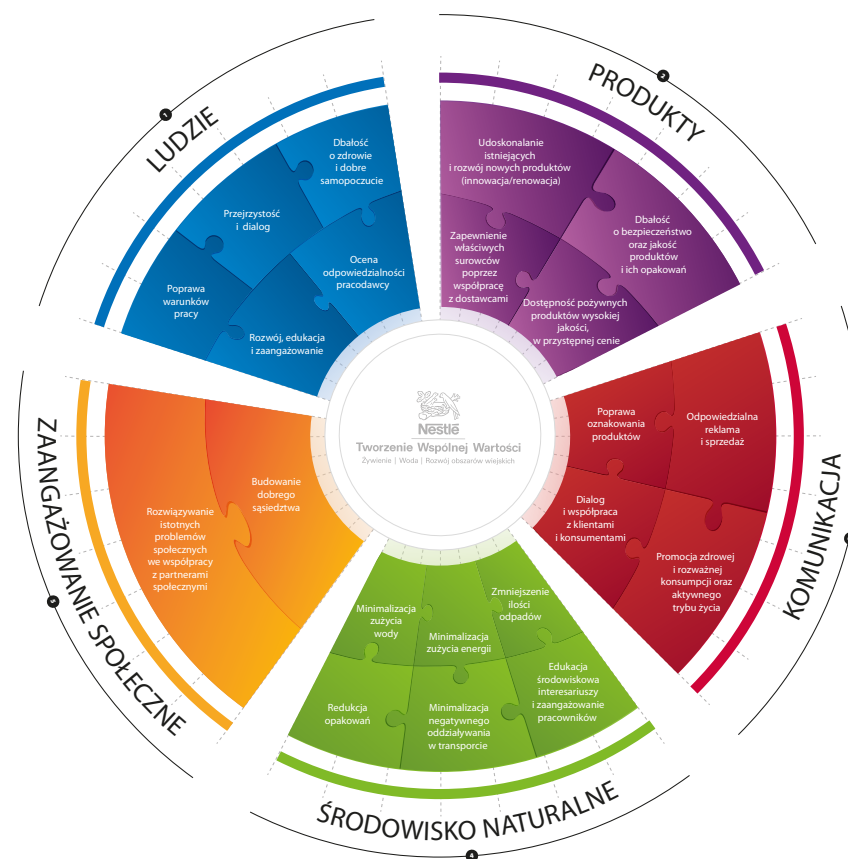 1
LUDZIE
Dbałość
o zdrowie
i dobre
samopoczucie
Przejrzystość
i dialog
Ocena
odpowiedzialności
pracodawcy
Poprawa
warunków
pracy
Rozwój, edukacja
i zaangażowanie
2
PRODUKTY
Udoskonalanie
istniejących
i rozwój nowych produktów
(innowacja/renowacja)
Dbałość
o bezpieczeństwo
oraz jakość
produktów
i ich opakowań
Zapewnienie
właściwych
surowców
poprzez
współpracę
z dostawcami
Dostępność pożywnych
produktów wysokiej
jakości,
w przystępnej cenie
KOMUNIKACJA
Poprawa
oznakowania
produktów
Odpowiedzialna
reklama
i sprzedaż
Dialog
i współpraca
z klientami
i konsumentami
Promocja zdrowej
i rozważnej
konsumpcji oraz
aktywnego
trybu życia
4
ŚRODOWISKO NATURALNE
Zmniejszenie
ilości
odpadów
Minimalizacja
zużycia
wody
Minimalizacja
zużycia energii
Edukacja
środowiskowa
interesariuszy
i zaangażowanie
pracowników
Redukcja
opakowań
Minimalizacja
negatywnego
oddziaływania
w transporcie
5
ZAANGAŻOWANIE SPOŁECZNE
Budowanie
dobrego
sąsiedztwa
Rozwiązywanie
istotnych
problemów
społecznych
we współpracy
z partnerami
społecznymi
Nestlé
Tworzenie Wspólnej Wartości
Żywienie | Woda | Rozwój obszarów wiejskich